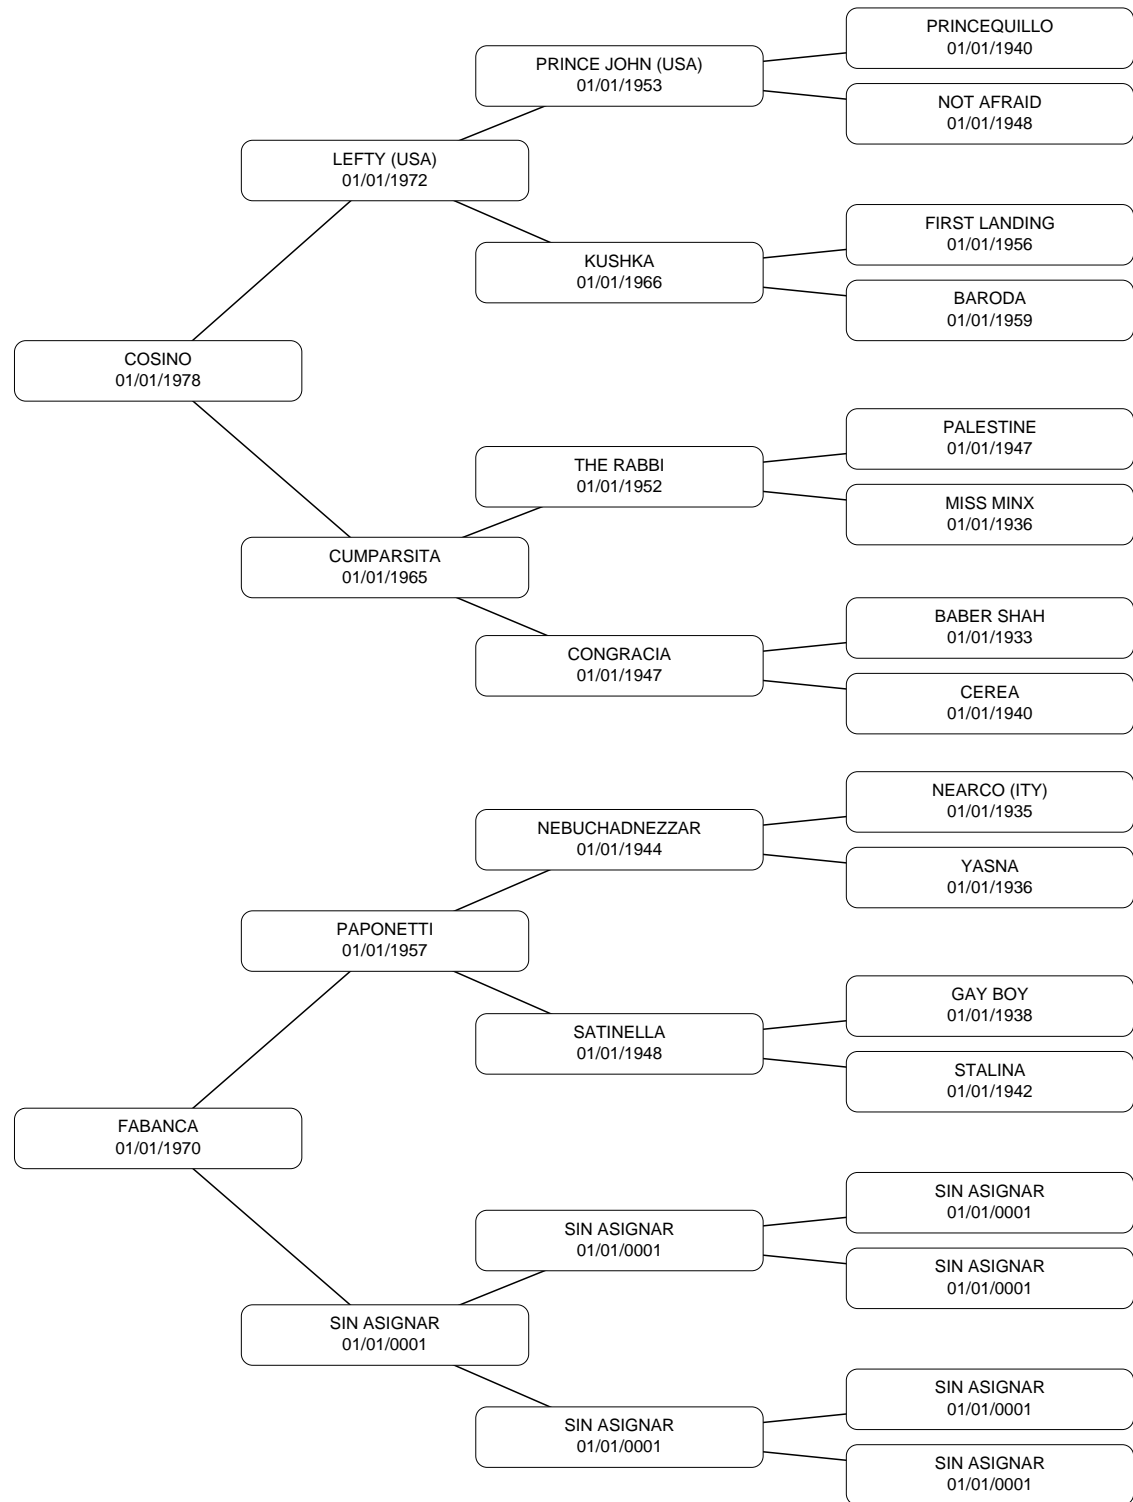 PRINCEQUILLO
01/01/1940
PRINCE JOHN (USA)
01/01/1953
NOT AFRAID
01/01/1948
LEFTY (USA)
01/01/1972
FIRST LANDING
01/01/1956
KUSHKA
01/01/1966
BARODA
01/01/1959
COSINO
01/01/1978
PALESTINE
01/01/1947
THE RABBI
01/01/1952
MISS MINX
01/01/1936
CUMPARSITA
01/01/1965
BABER SHAH
01/01/1933
CONGRACIA
01/01/1947
CEREA
01/01/1940
NEARCO (ITY)
01/01/1935
NEBUCHADNEZZAR
01/01/1944
YASNA
01/01/1936
PAPONETTI
01/01/1957
GAY BOY
01/01/1938
SATINELLA
01/01/1948
STALINA
01/01/1942
FABANCA
01/01/1970
SIN ASIGNAR
01/01/0001
SIN ASIGNAR
01/01/0001
SIN ASIGNAR
01/01/0001
SIN ASIGNAR
01/01/0001
SIN ASIGNAR
01/01/0001
SIN ASIGNAR
01/01/0001
SIN ASIGNAR
01/01/0001